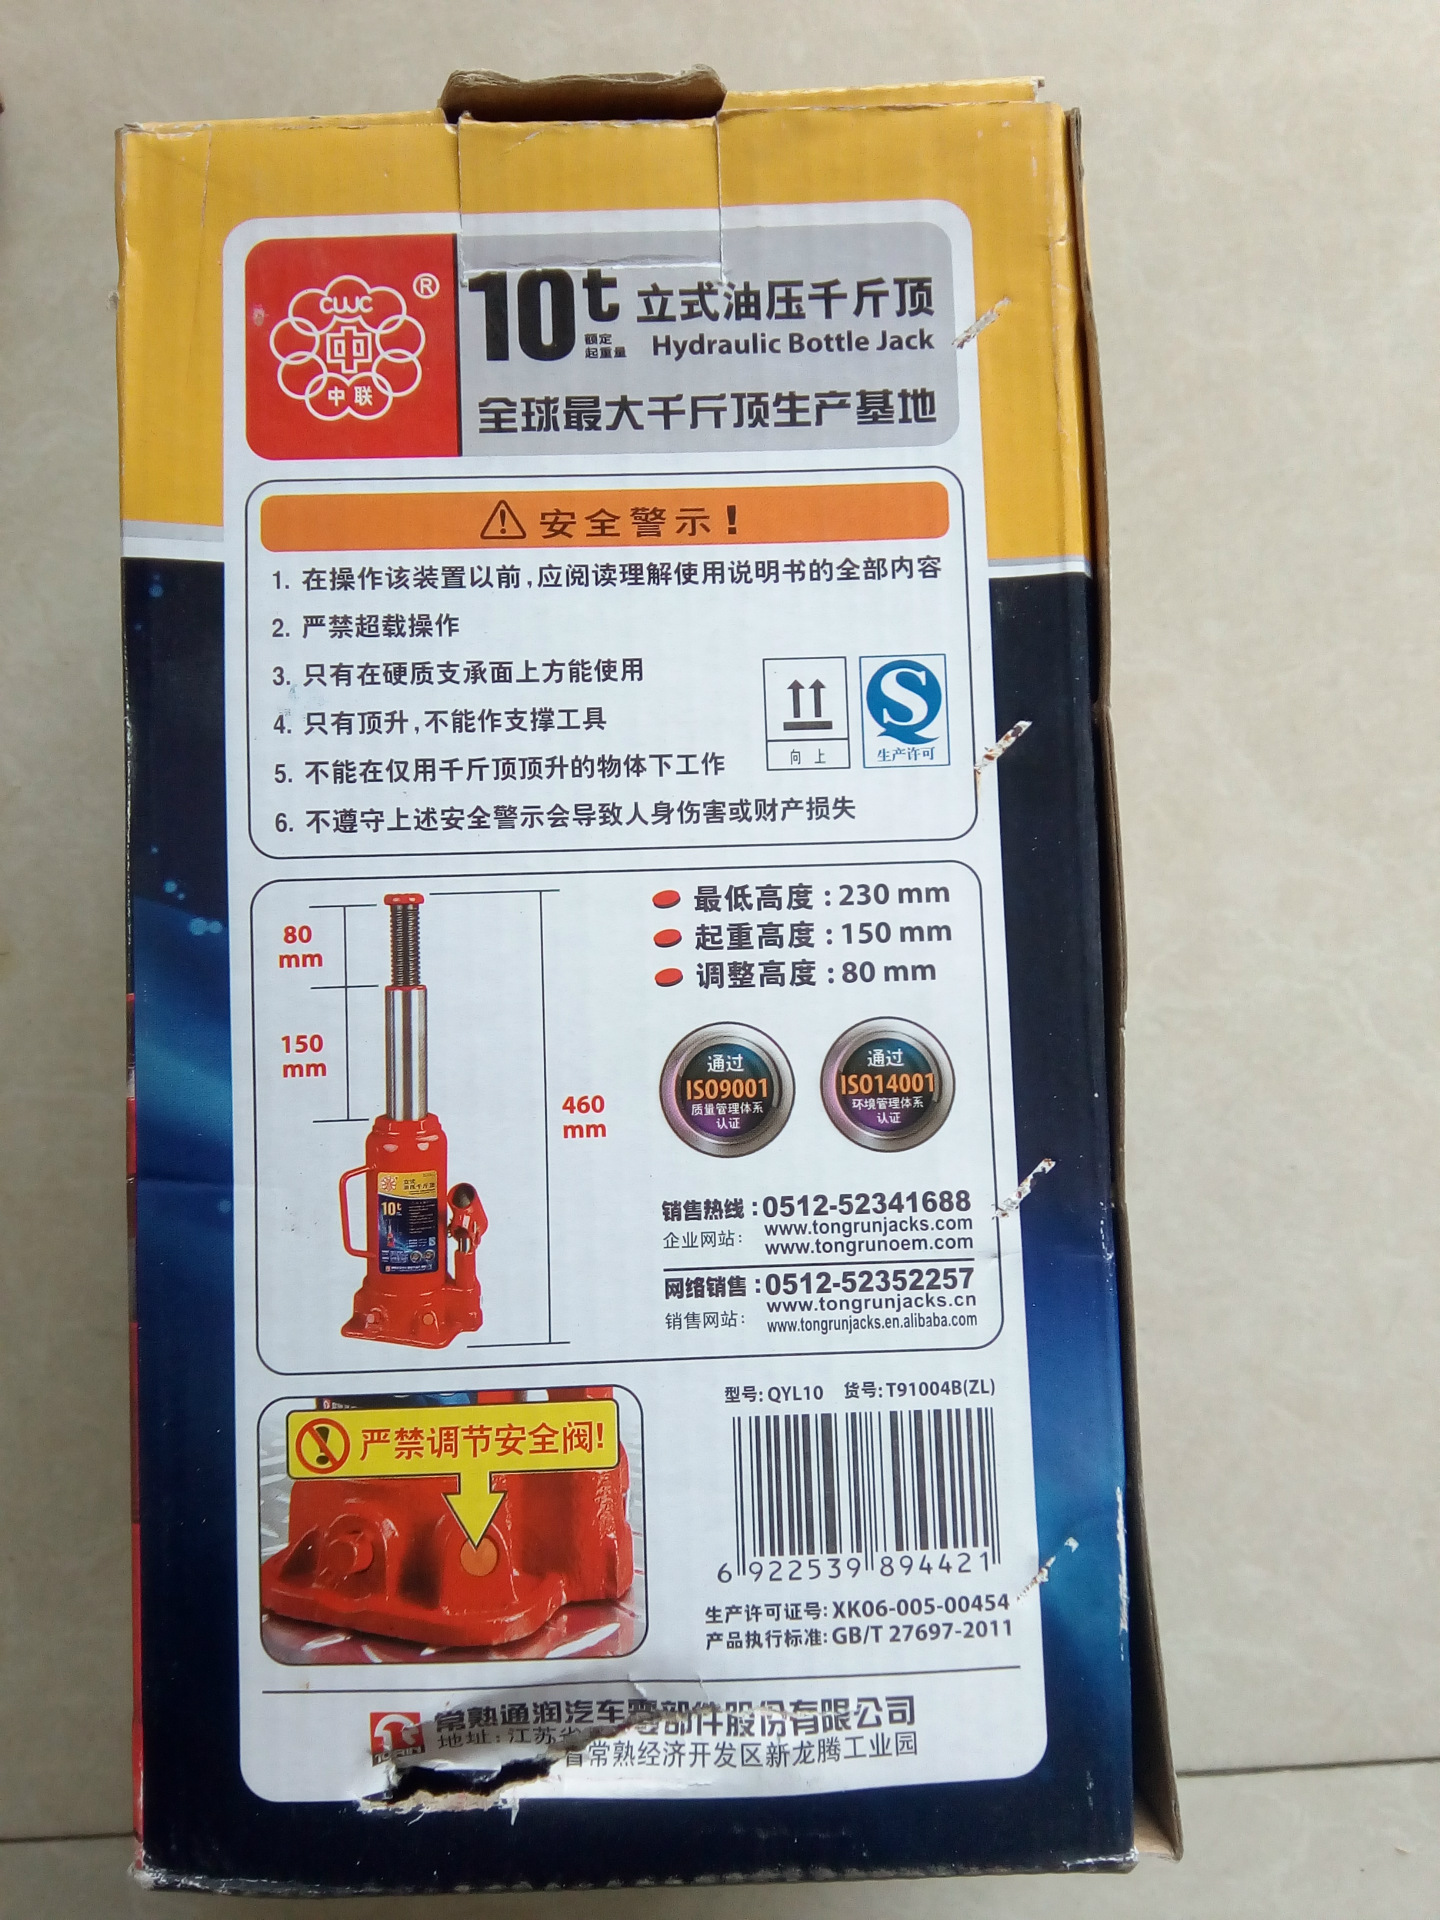 CWC
中
中联
®
10t 额定起重量
立式油压千斤顶
Hydraulic Bottle Jack
全球最大千斤顶生产基地
安全警示!
1. 在操作该装置以前,应阅读理解使用说明书的全部内容
2. 严禁超载操作
3. 只有在硬质支承面上方能使用
4. 只有顶升,不能作支撑工具
5. 不能在仅用千斤顶顶升的物体下工作
6. 不遵守上述安全警示会导致人身伤害或财产损失
向上
S
生产许可
80 mm
150 mm
460 mm
立式
油压千斤顶
10t
最低高度:230 mm
起重高度:150 mm
调整高度:80 mm
通过
ISO9001
质量管理体系
认证
通过
ISO14001
环境管理体系
认证
销售热线:0512-52341688
企业网站: www.tongrunjacks.com
www.tongrunoem.com
网络销售:0512-52352257
销售网站: www.tongrunjacks.cn
www.tongrunjacks.en.alibaba.com
严禁调节安全阀!
型号:QYL10 货号:T91004B(ZL)
6 922539 894421
生产许可证号:XK06-005-00454
产品执行标准:GB/T 27697-2011
常熟通润汽车零部件股份有限公司
地址:江苏省常熟经济开发区新龙腾工业园